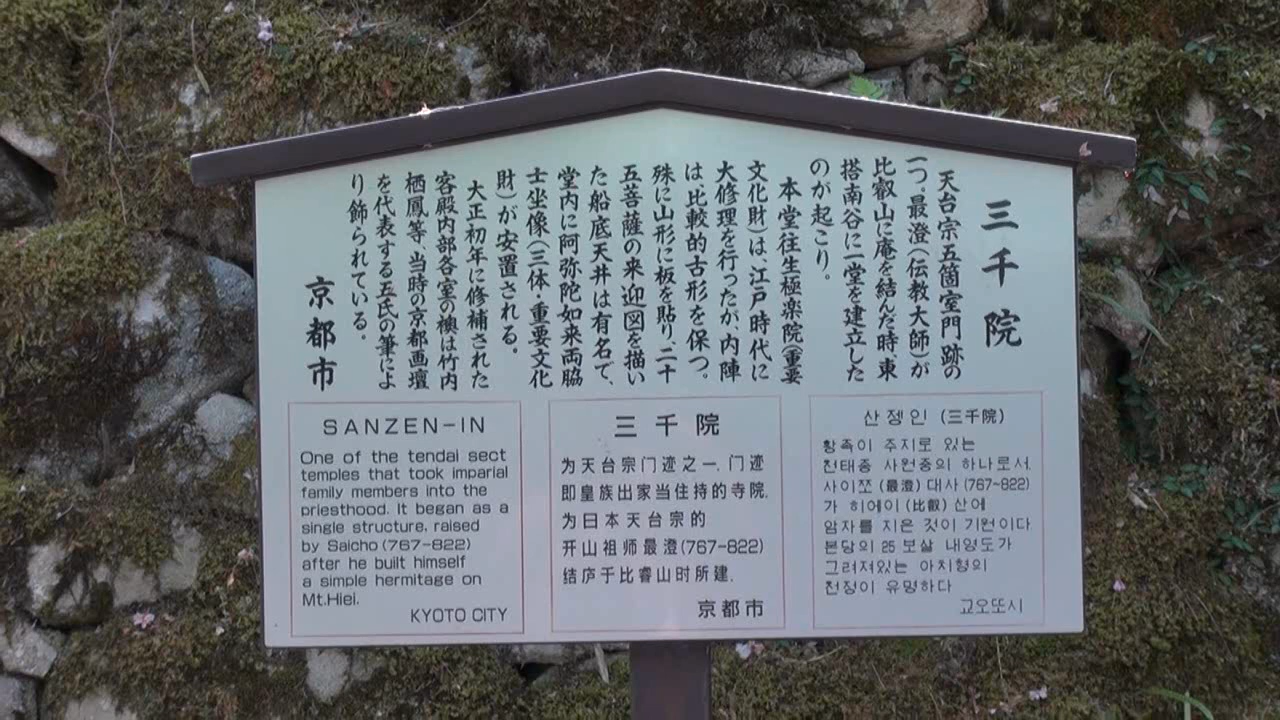 三千院
天台宗五箇室門跡の
一つ。最澄(伝教大師)が
比叡山に庵を結んだ時、東
搭南谷に一堂を建立した
のが起こり。
本堂往生極楽院(重要
文化財)は、江戸時代に
大修理を行ったが、内陣
は、比較的古形を保つ。
殊に山形に板を貼り、二十
五菩薩の来迎図を描い
た船底天井は有名で、
堂内に阿弥陀如来両脇
士坐像(三体・重要文化
財)が安置される。
大正初年に修補された
客殿内部各室の襖は竹内
栖鳳等、当時の京都画壇
を代表する五氏の筆によ
り飾られている。
京都市
SANZEN-IN
One of the tendai sect
temples that took imparial
family members into the
priesthood. It began as a
single structure, raised
by Saicho (767-822)
after he built himself
a simple hermitage on
Mt.Hiei.
KYOTO CITY
三千院
为天台宗门迹之一. 门迹
即皇族出家当住持的寺院.
为日本天台宗的
开山祖师最澄(767-822)
结庐于比睿山时所建.
京都市
산젱인 (三千院)
황족이 주지로 있는
천태종 사원중의 하나로서.
사이쪼 (最澄) 대사 (767-822)
가 히에이 (比叡) 산에
암자를 지은 것이 기원이다
본당의 25 보살 내영도가
그려져있는 아치형의
천정이 유명하다
교오또시